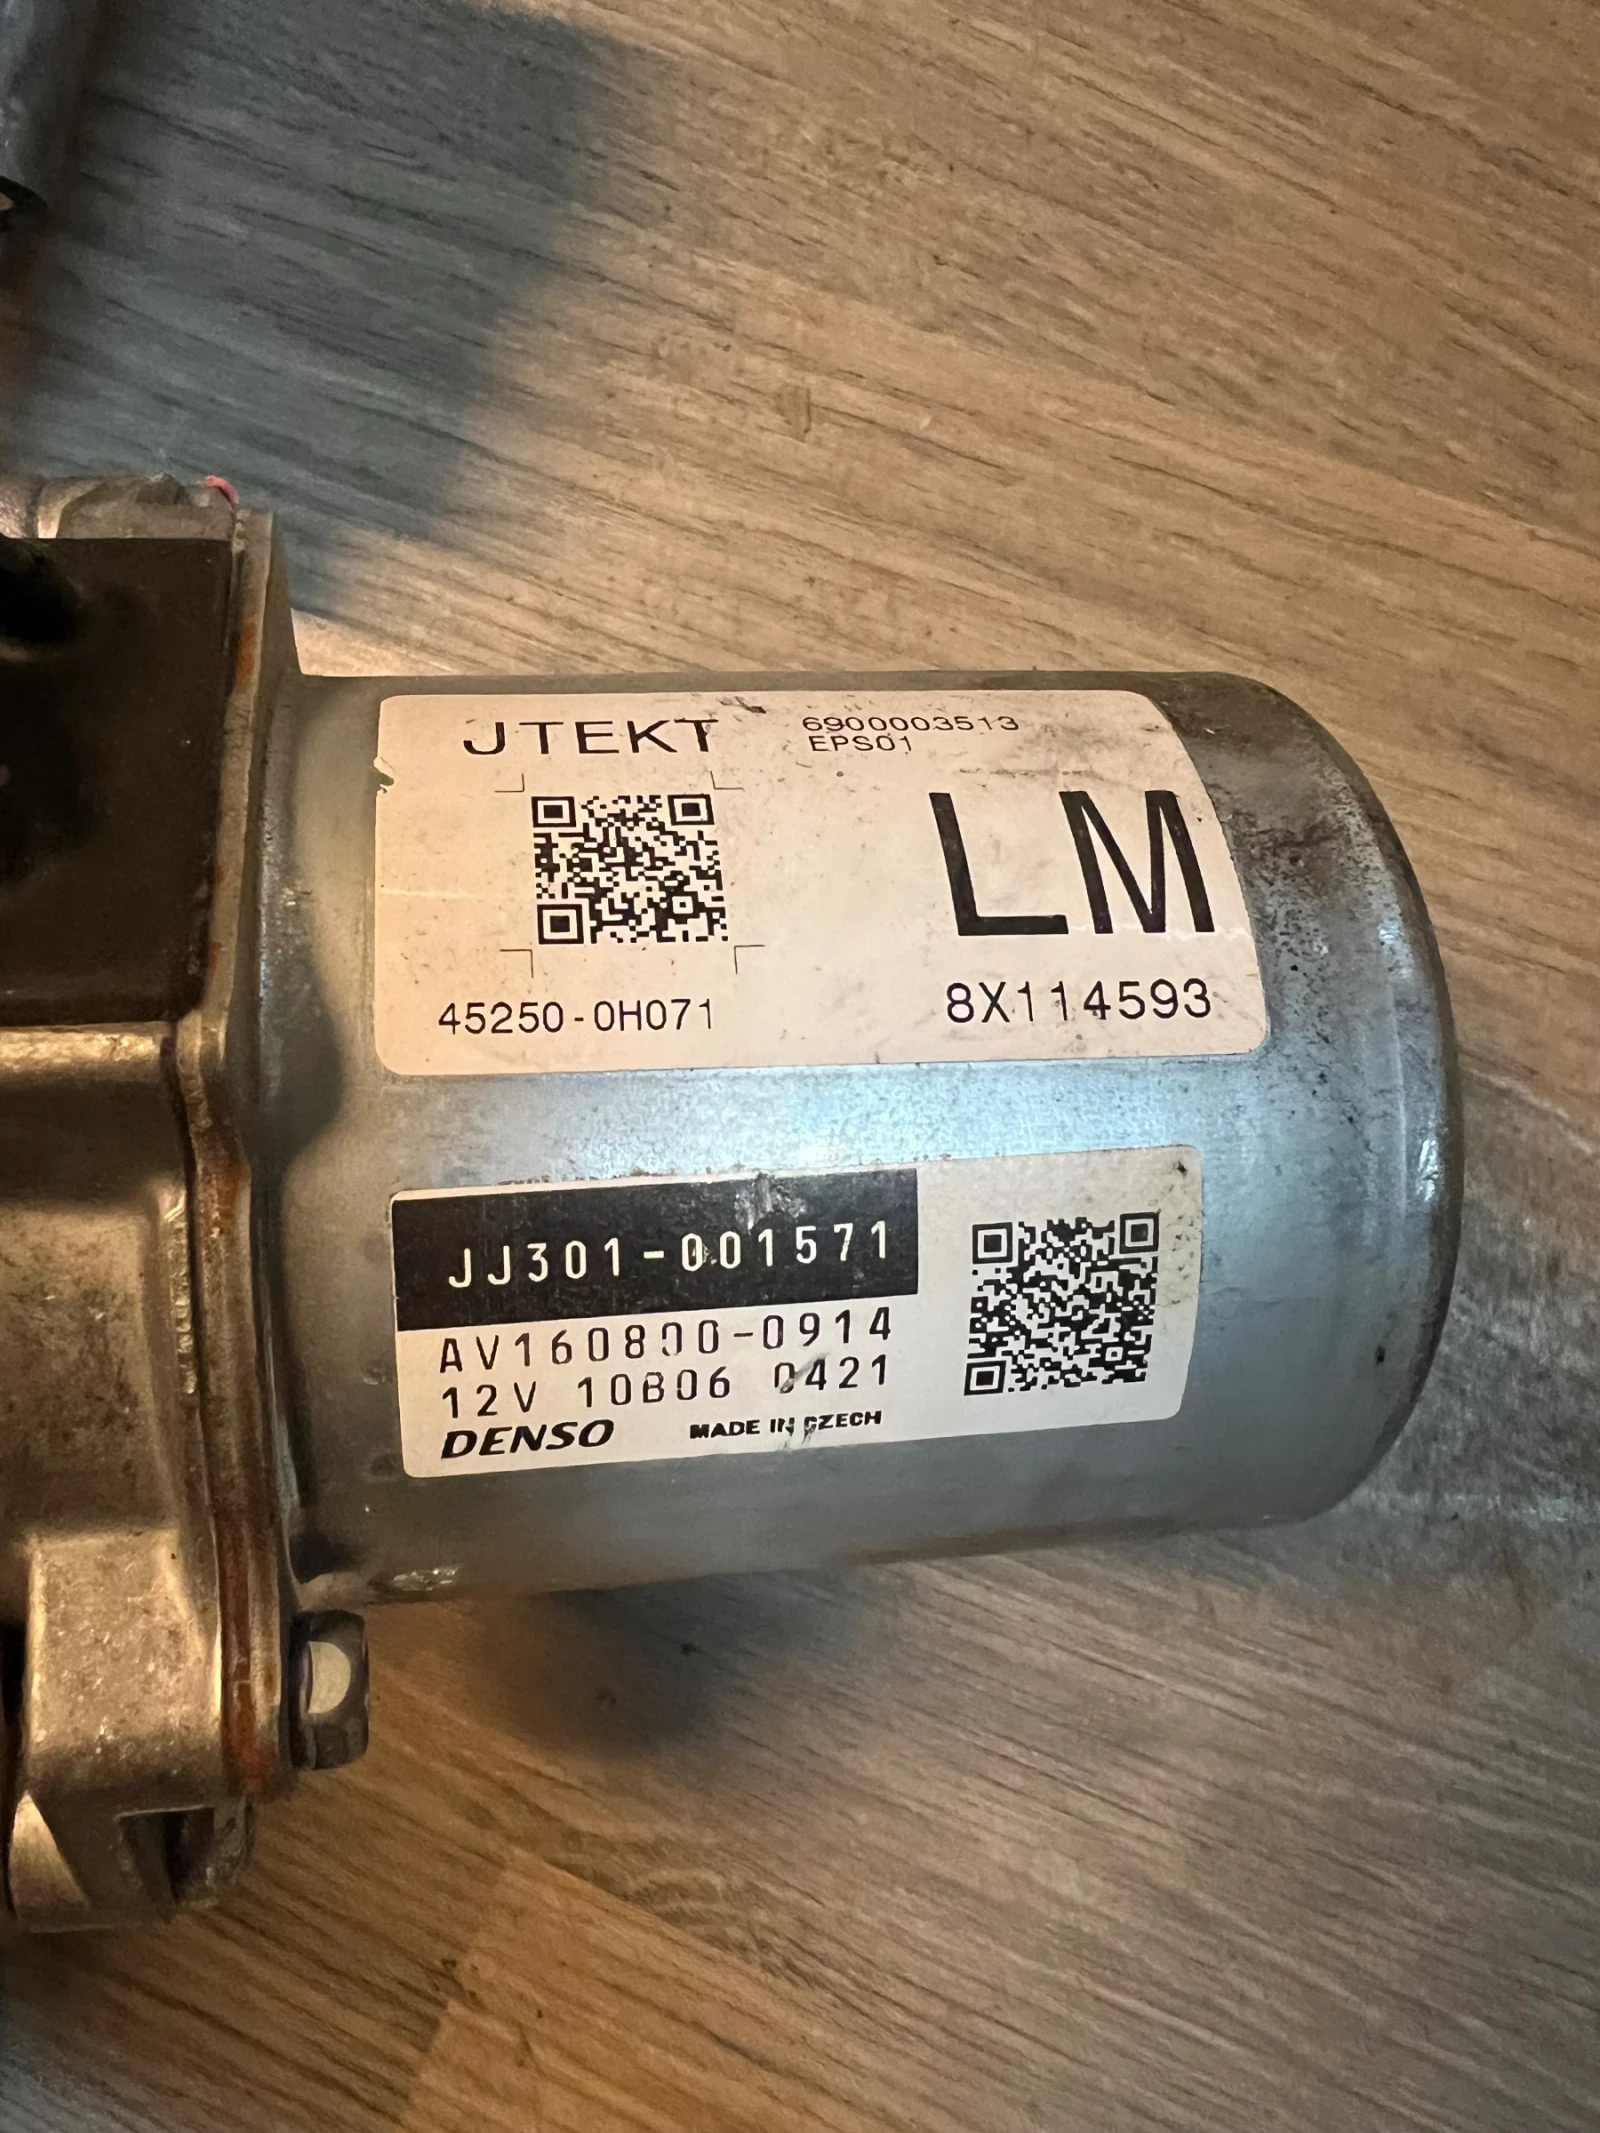 JTEKT
6900003513
EPS01
LM
45250-0H071
8X114593
JJ301-001571
AV160800-0914
12V 10B06 0421
DENSO MADE IN CZECH